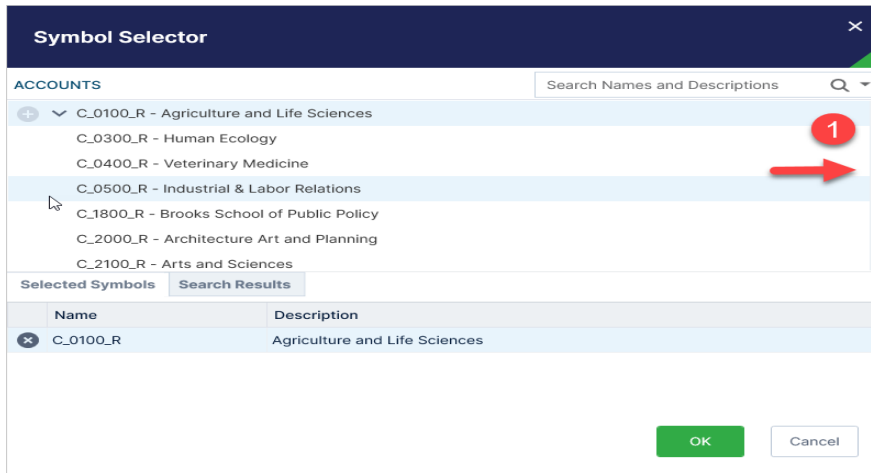 Symbol Selector
ACCOUNTS
Search Names and Descriptions
C_0100_R - Agriculture and Life Sciences
C_0300_R - Human Ecology
1
C_0400_R - Veterinary Medicine
C_0500_R - Industrial & Labor Relations
C_1800_R - Brooks School of Public Policy
C_2000_R - Architecture Art and Planning
C_2100_R - Arts and Sciences
Selected Symbols Search Results
Name Description
C_0100_R Agriculture and Life Sciences
OK Cancel